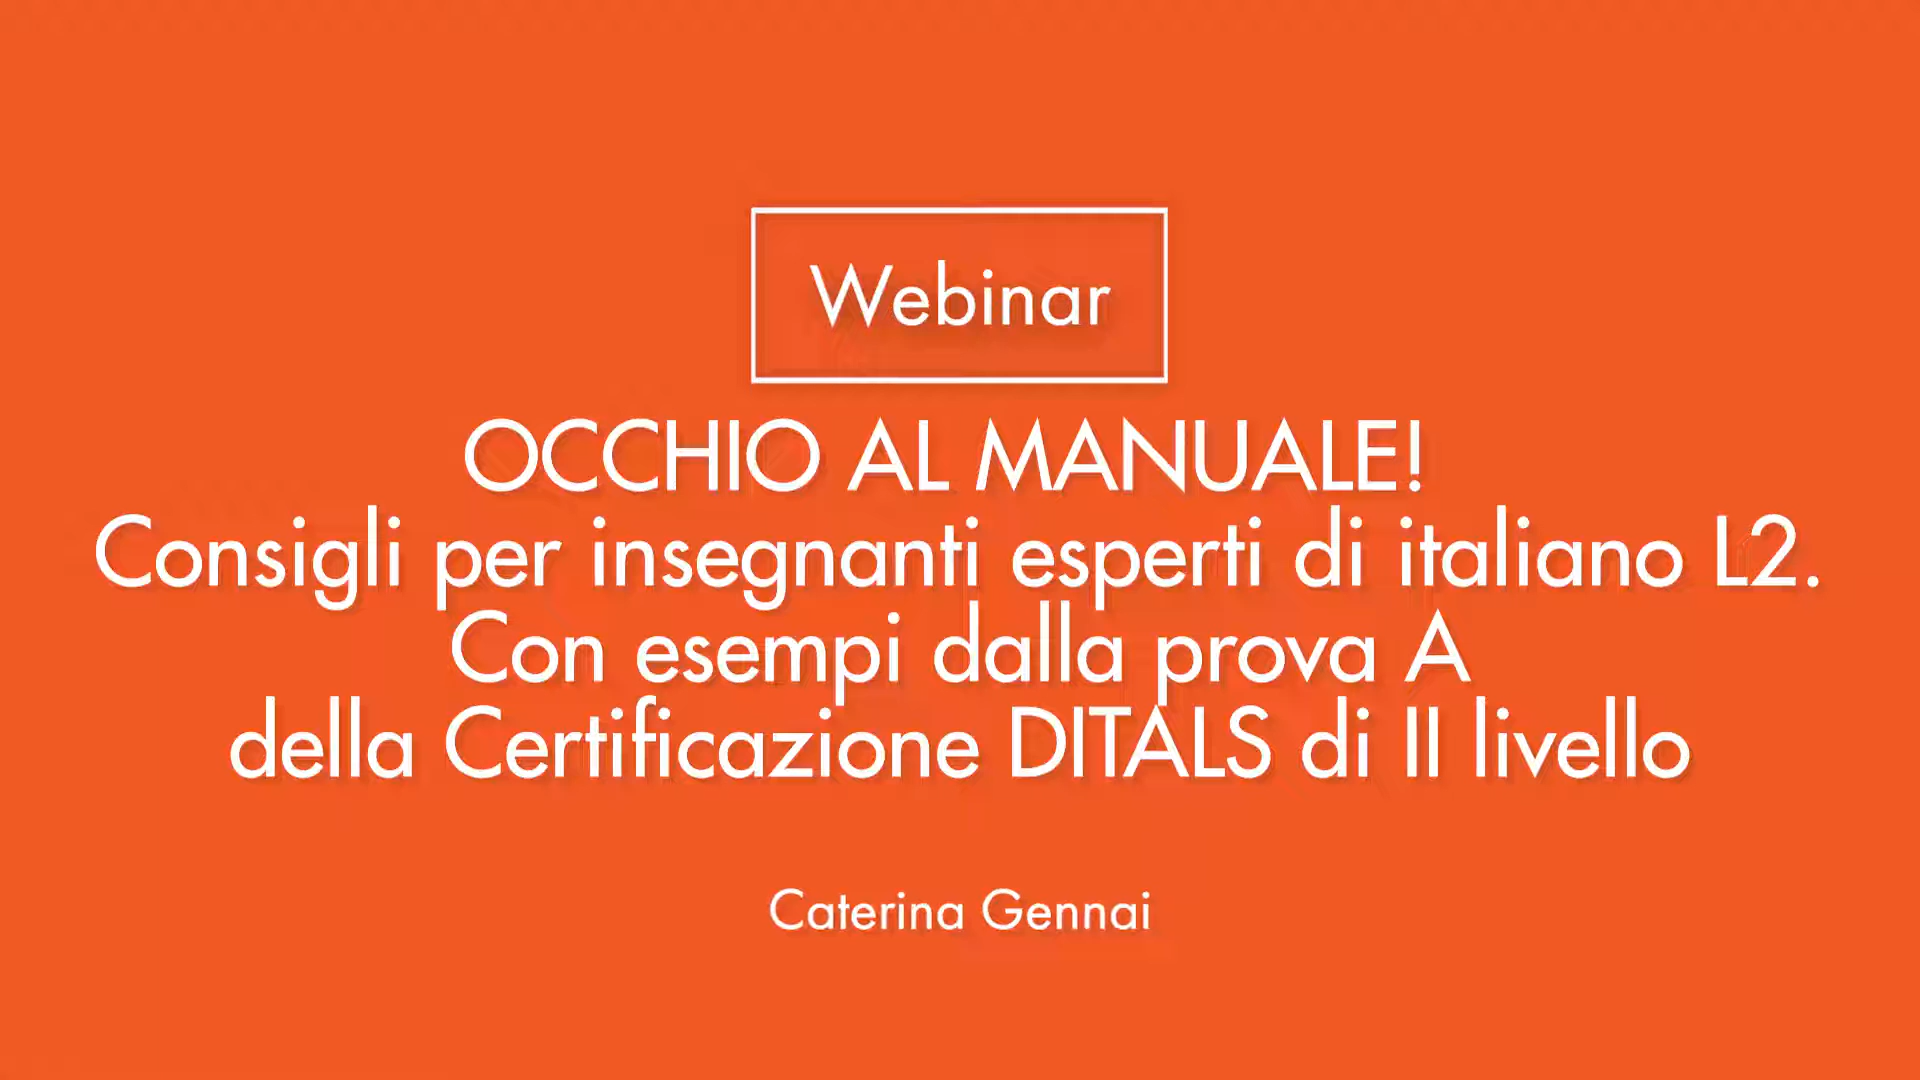 Webinar
OCCHIO AL MANUALE!
Consigli per insegnanti esperti di italiano L2.
Con esempi dalla prova A
della Certificazione DITALS di II livello
Caterina Gennai